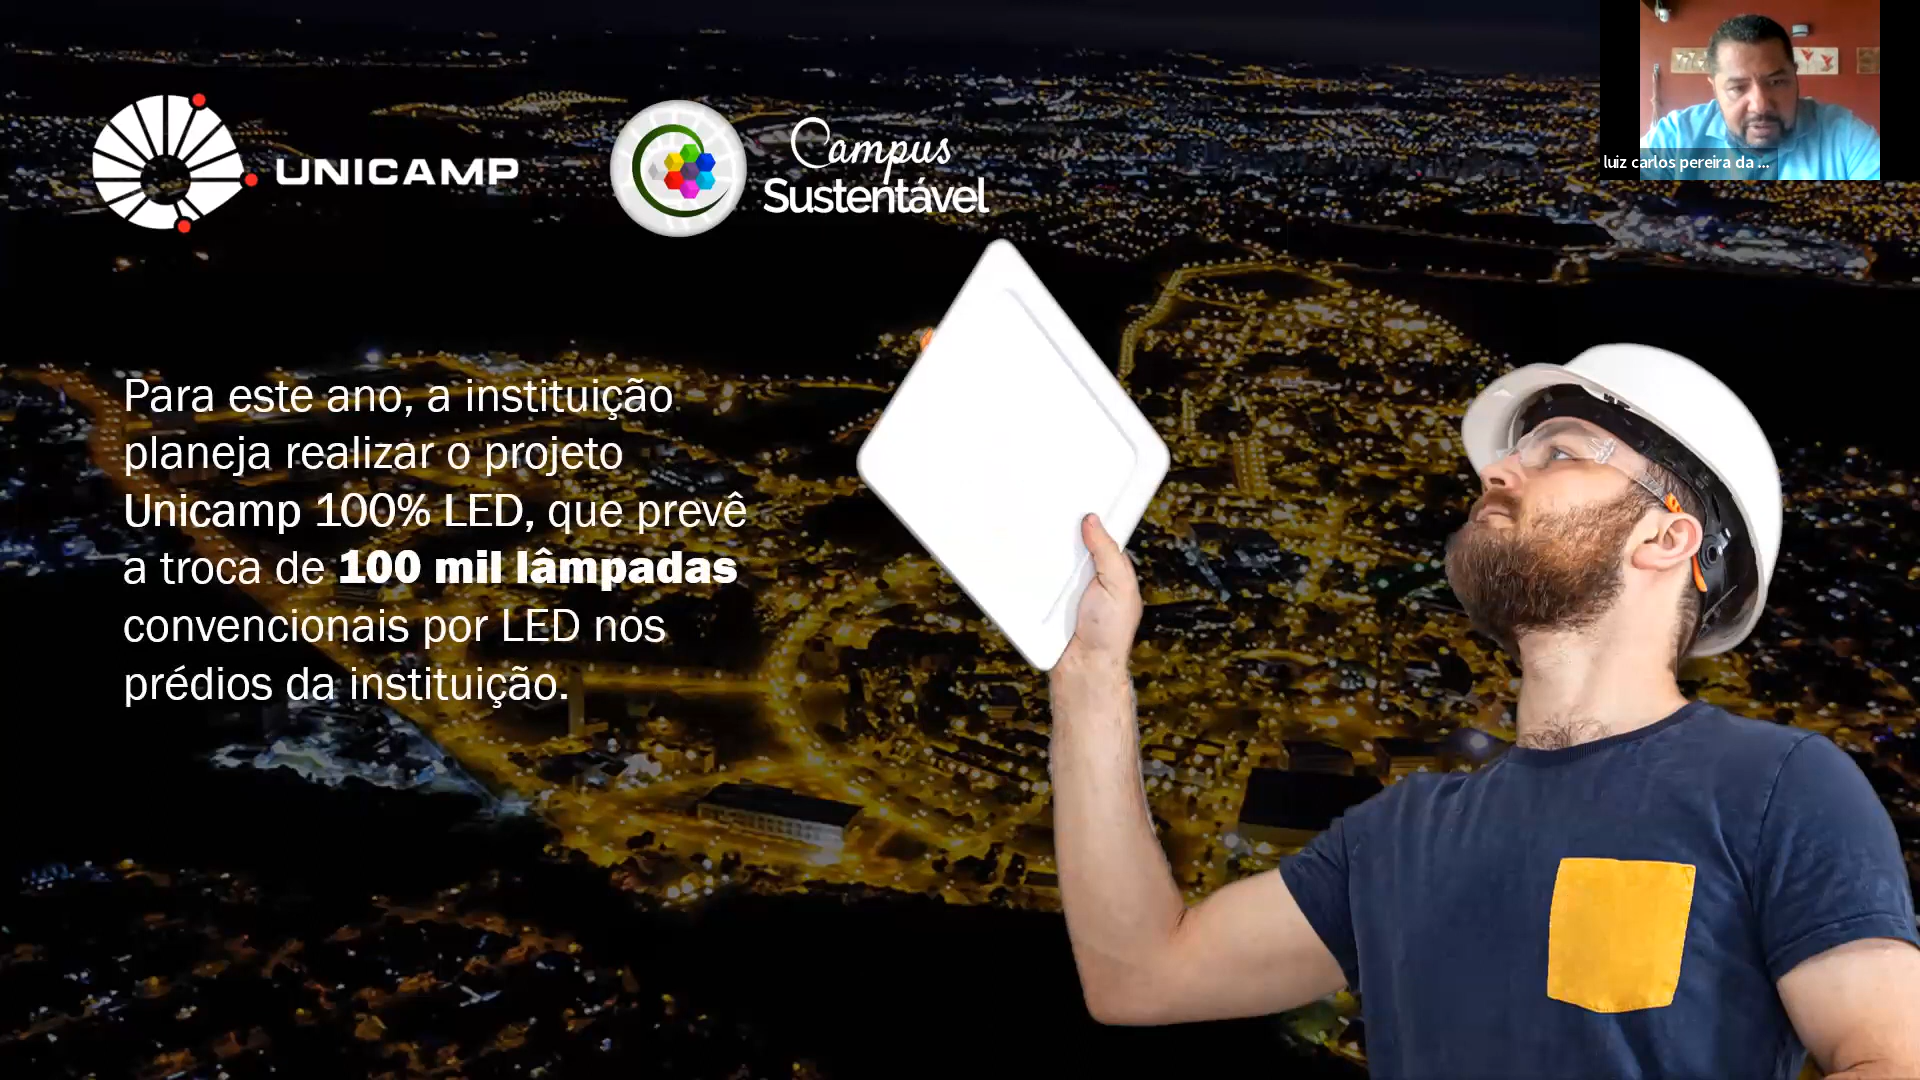 UNICAMP
Campus
Sustentável
luiz carlos pereira da ...
Para este ano, a instituição
planeja realizar o projeto
Unicamp 100% LED, que prevê
a troca de 100 mil lâmpadas
convencionais por LED nos
prédios da instituição.